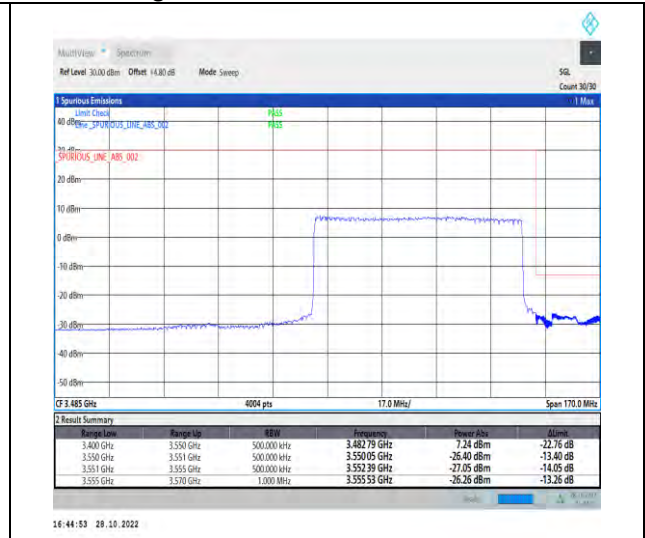 MultiView Spectrum
Ref Level 30.00 dBm Offset 14.80 dB Mode Sweep SGL
Count 30/30
1 Spurious Emissions 1 Max
Limit Check PASS
40 dBm Line _SPURIOUS_LINE_ABS_002 PASS
_SPURIOUS_LINE_ABS_002
20 dBm
10 dBm
0 dBm
-10 dBm
-20 dBm
-30 dBm
-40 dBm
-50 dBm
CF 3.485 GHz 4004 pts 17.0 MHz/ Span 170.0 MHz
2 Result Summary
Range Low Range Up RBW Frequency Power Abs ΔLimit
3.400 GHz 3.550 GHz 500.000 kHz 3.482 79 GHz 7.24 dBm -22.76 dB
3.550 GHz 3.551 GHz 500.000 kHz 3.550 05 GHz -26.40 dBm -13.40 dB
3.551 GHz 3.555 GHz 500.000 kHz 3.552 39 GHz -27.05 dBm -14.05 dB
3.555 GHz 3.570 GHz 1.000 MHz 3.555 53 GHz -26.26 dBm -13.26 dB
Ready
16:44:53 28.10.2022